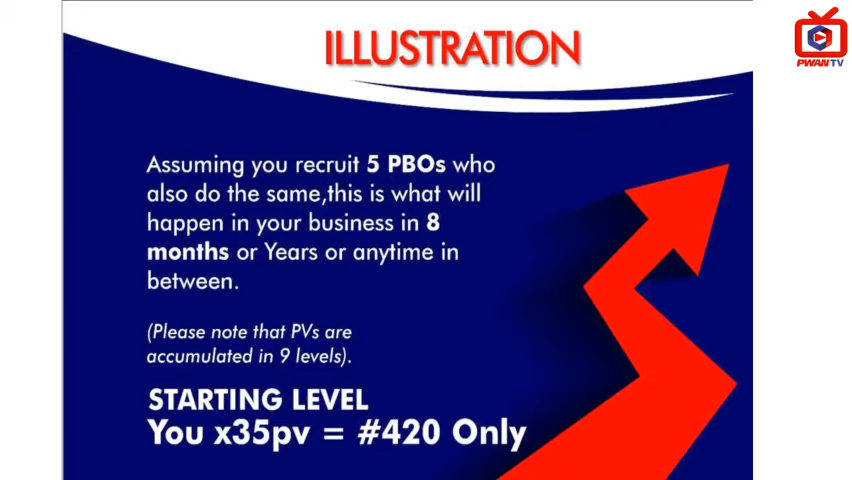 ILLUSTRATION
PWANTV
Assuming you recruit 5 PBOs who
also do the same,this is what will
happen in your business in 8
months or Years or anytime in
between.
(Please note that PVs are
accumulated in 9 levels).
STARTING LEVEL
You x35pv = #420 Only